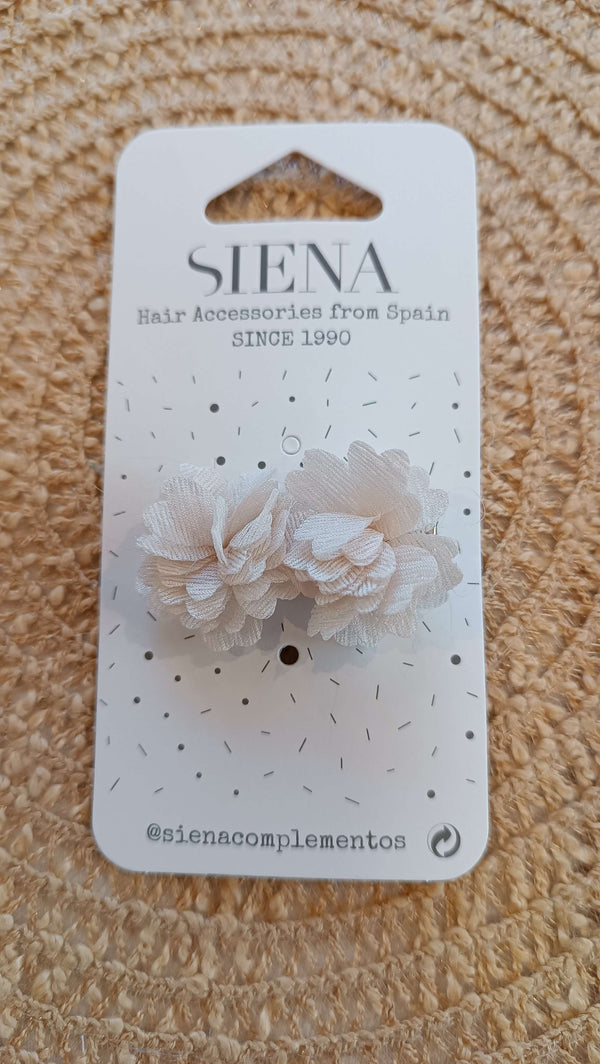 SIENA
Hair Accessories from Spain
SINCE 1990
@sienacomplementos